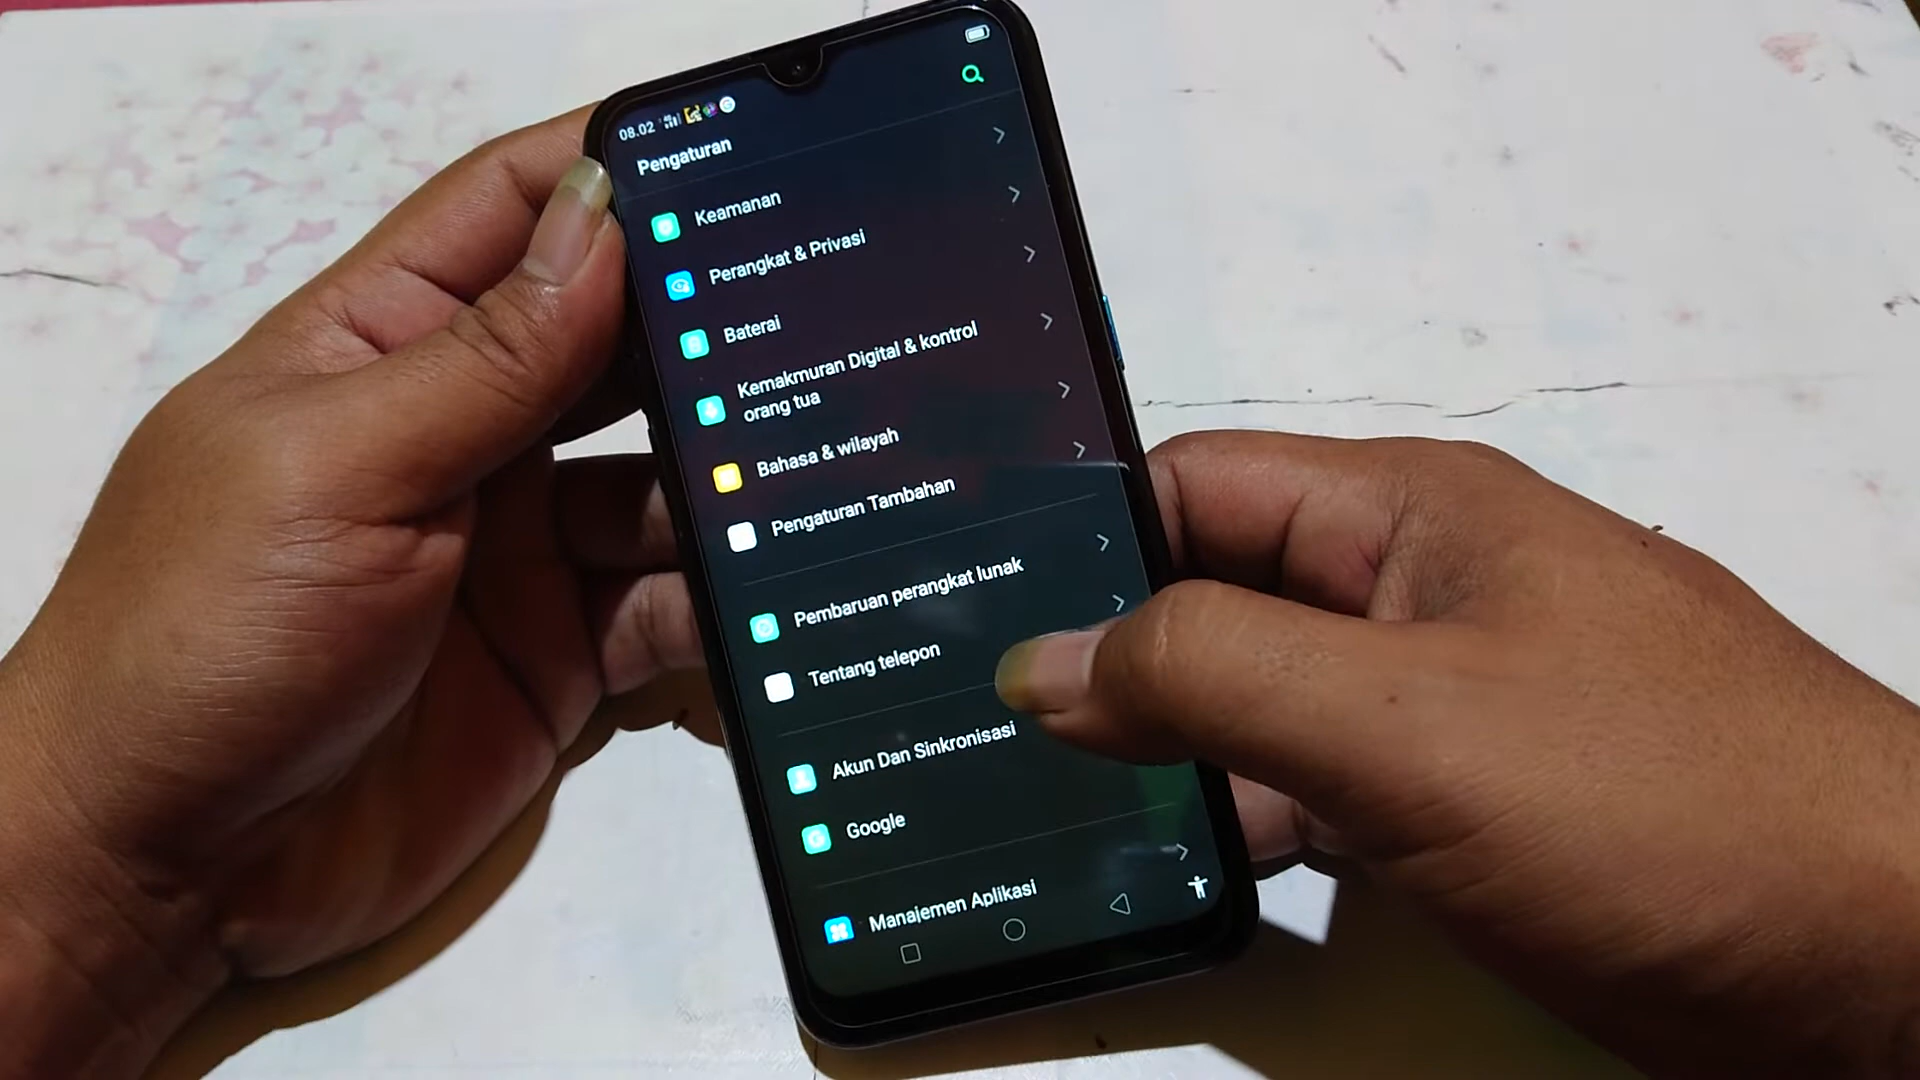 08.02
Pengaturan
Keamanan
Perangkat & Privasi
Baterai
Kemakmuran Digital & kontrol
orang tua
Bahasa & wilayah
Pengaturan Tambahan
Pembaruan perangkat lunak
Tentang telepon
Akun Dan Sinkronisasi
Google
Manajemen Aplikasi